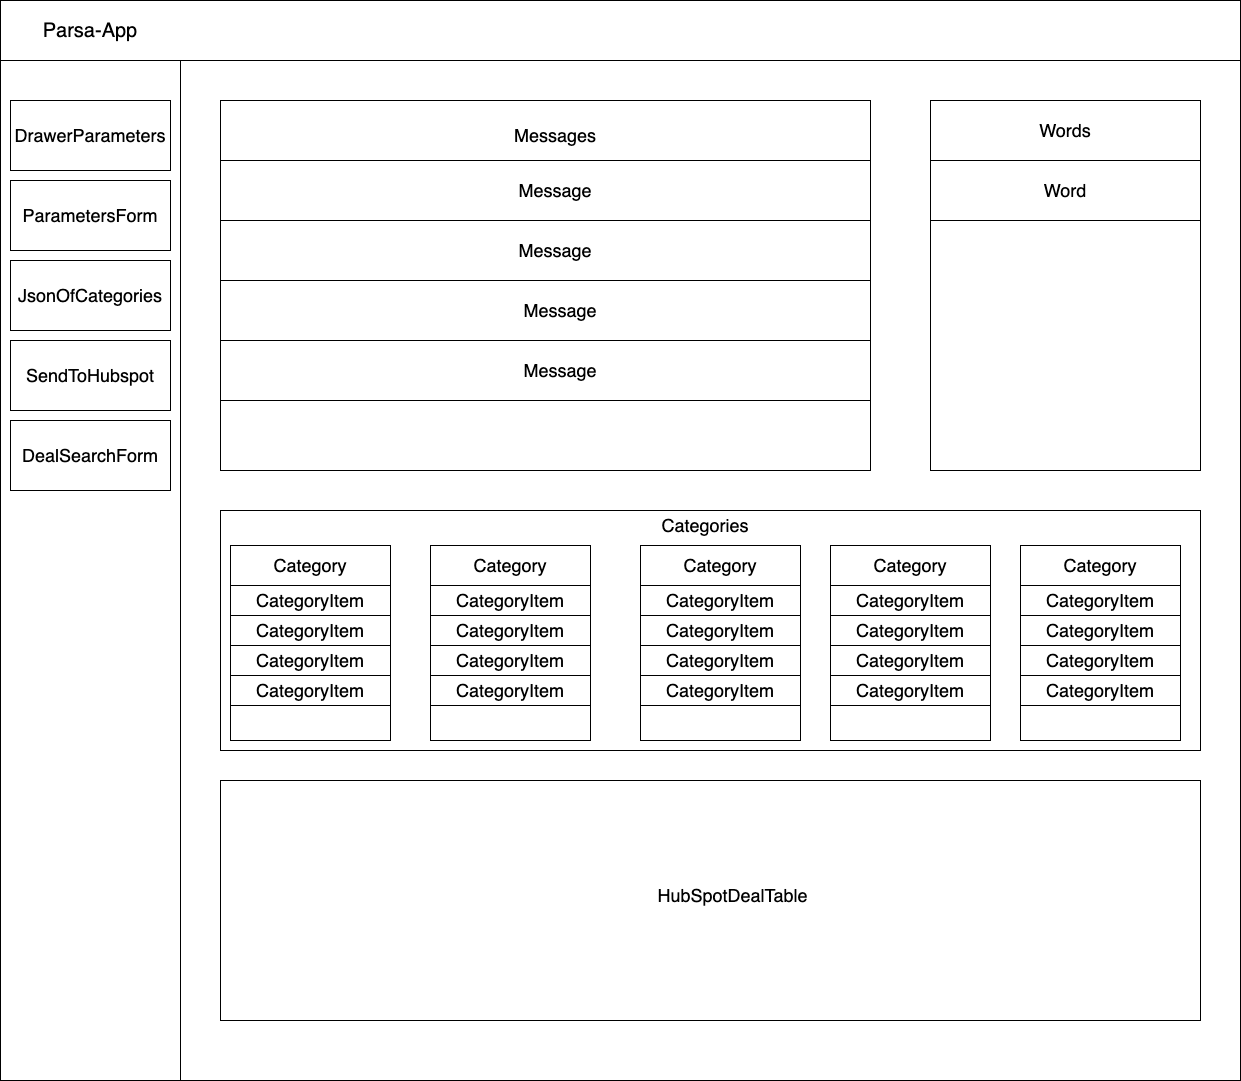 Parsa-App
DrawerParameters
ParametersForm
JsonOfCategories
SendToHubspot
DealSearchForm
Messages
Message
Message
Message
Message
Words
Word
Categories
Category
CategoryItem
CategoryItem
CategoryItem
CategoryItem
Category
CategoryItem
CategoryItem
CategoryItem
CategoryItem
Category
CategoryItem
CategoryItem
CategoryItem
CategoryItem
Category
CategoryItem
CategoryItem
CategoryItem
CategoryItem
Category
CategoryItem
CategoryItem
CategoryItem
CategoryItem
HubSpotDealTable